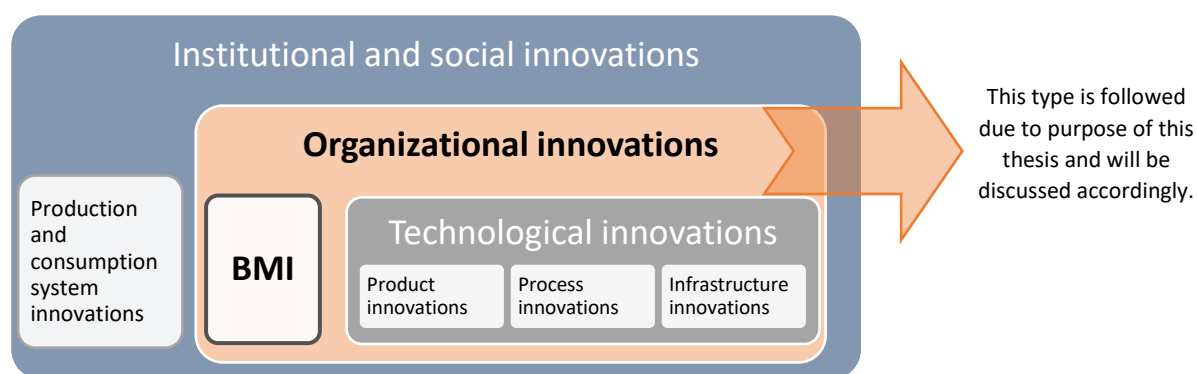 Institutional and social innovations
Organizational innovations
Production
and
consumption
system
innovations
BMI
Technological innovations
Product
innovations
Process
innovations
Infrastructure
innovations
This type is followed
due to purpose of this
thesis and will be
discussed accordingly.